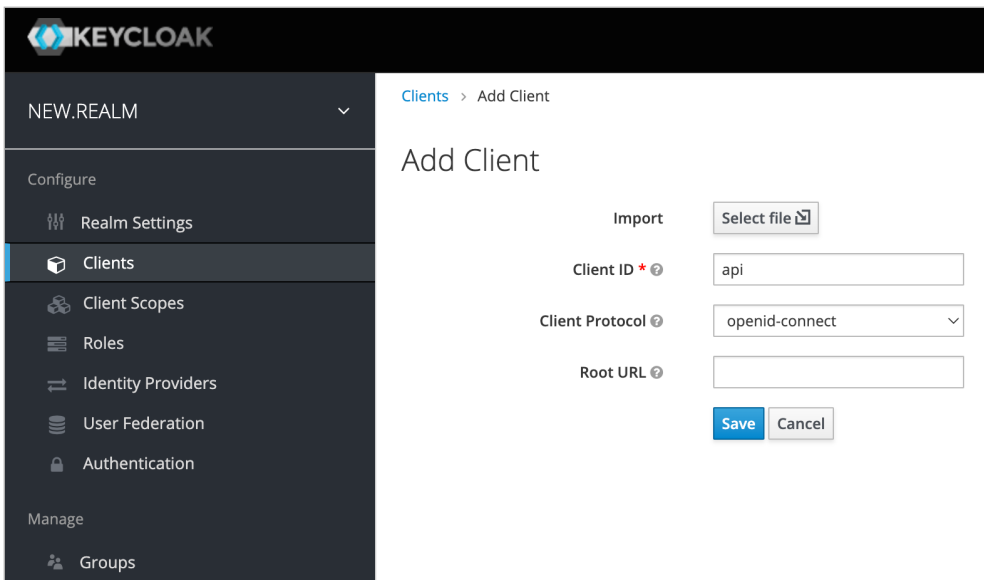 KEYCLOAK
NEW.REALM
Configure
Realm Settings
Clients
Client Scopes
Roles
Identity Providers
User Federation
Authentication
Manage
Groups
Clients > Add Client
Add Client
Import Select file
Client ID * api
Client Protocol openid-connect
Root URL
Save Cancel